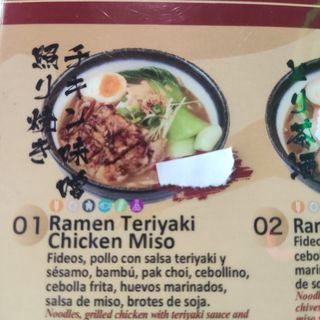 チキン味噌
照り焼き
01 Ramen Teriyaki
Chicken Miso
Fideos, pollo con salsa teriyaki y
sésamo, bambú, pak choi, cebollino,
cebolla frita, huevos marinados,
salsa de miso, brotes de soja.
Noodles, grilled chicken with teriyaki sauce and
02 Ra
Fideo